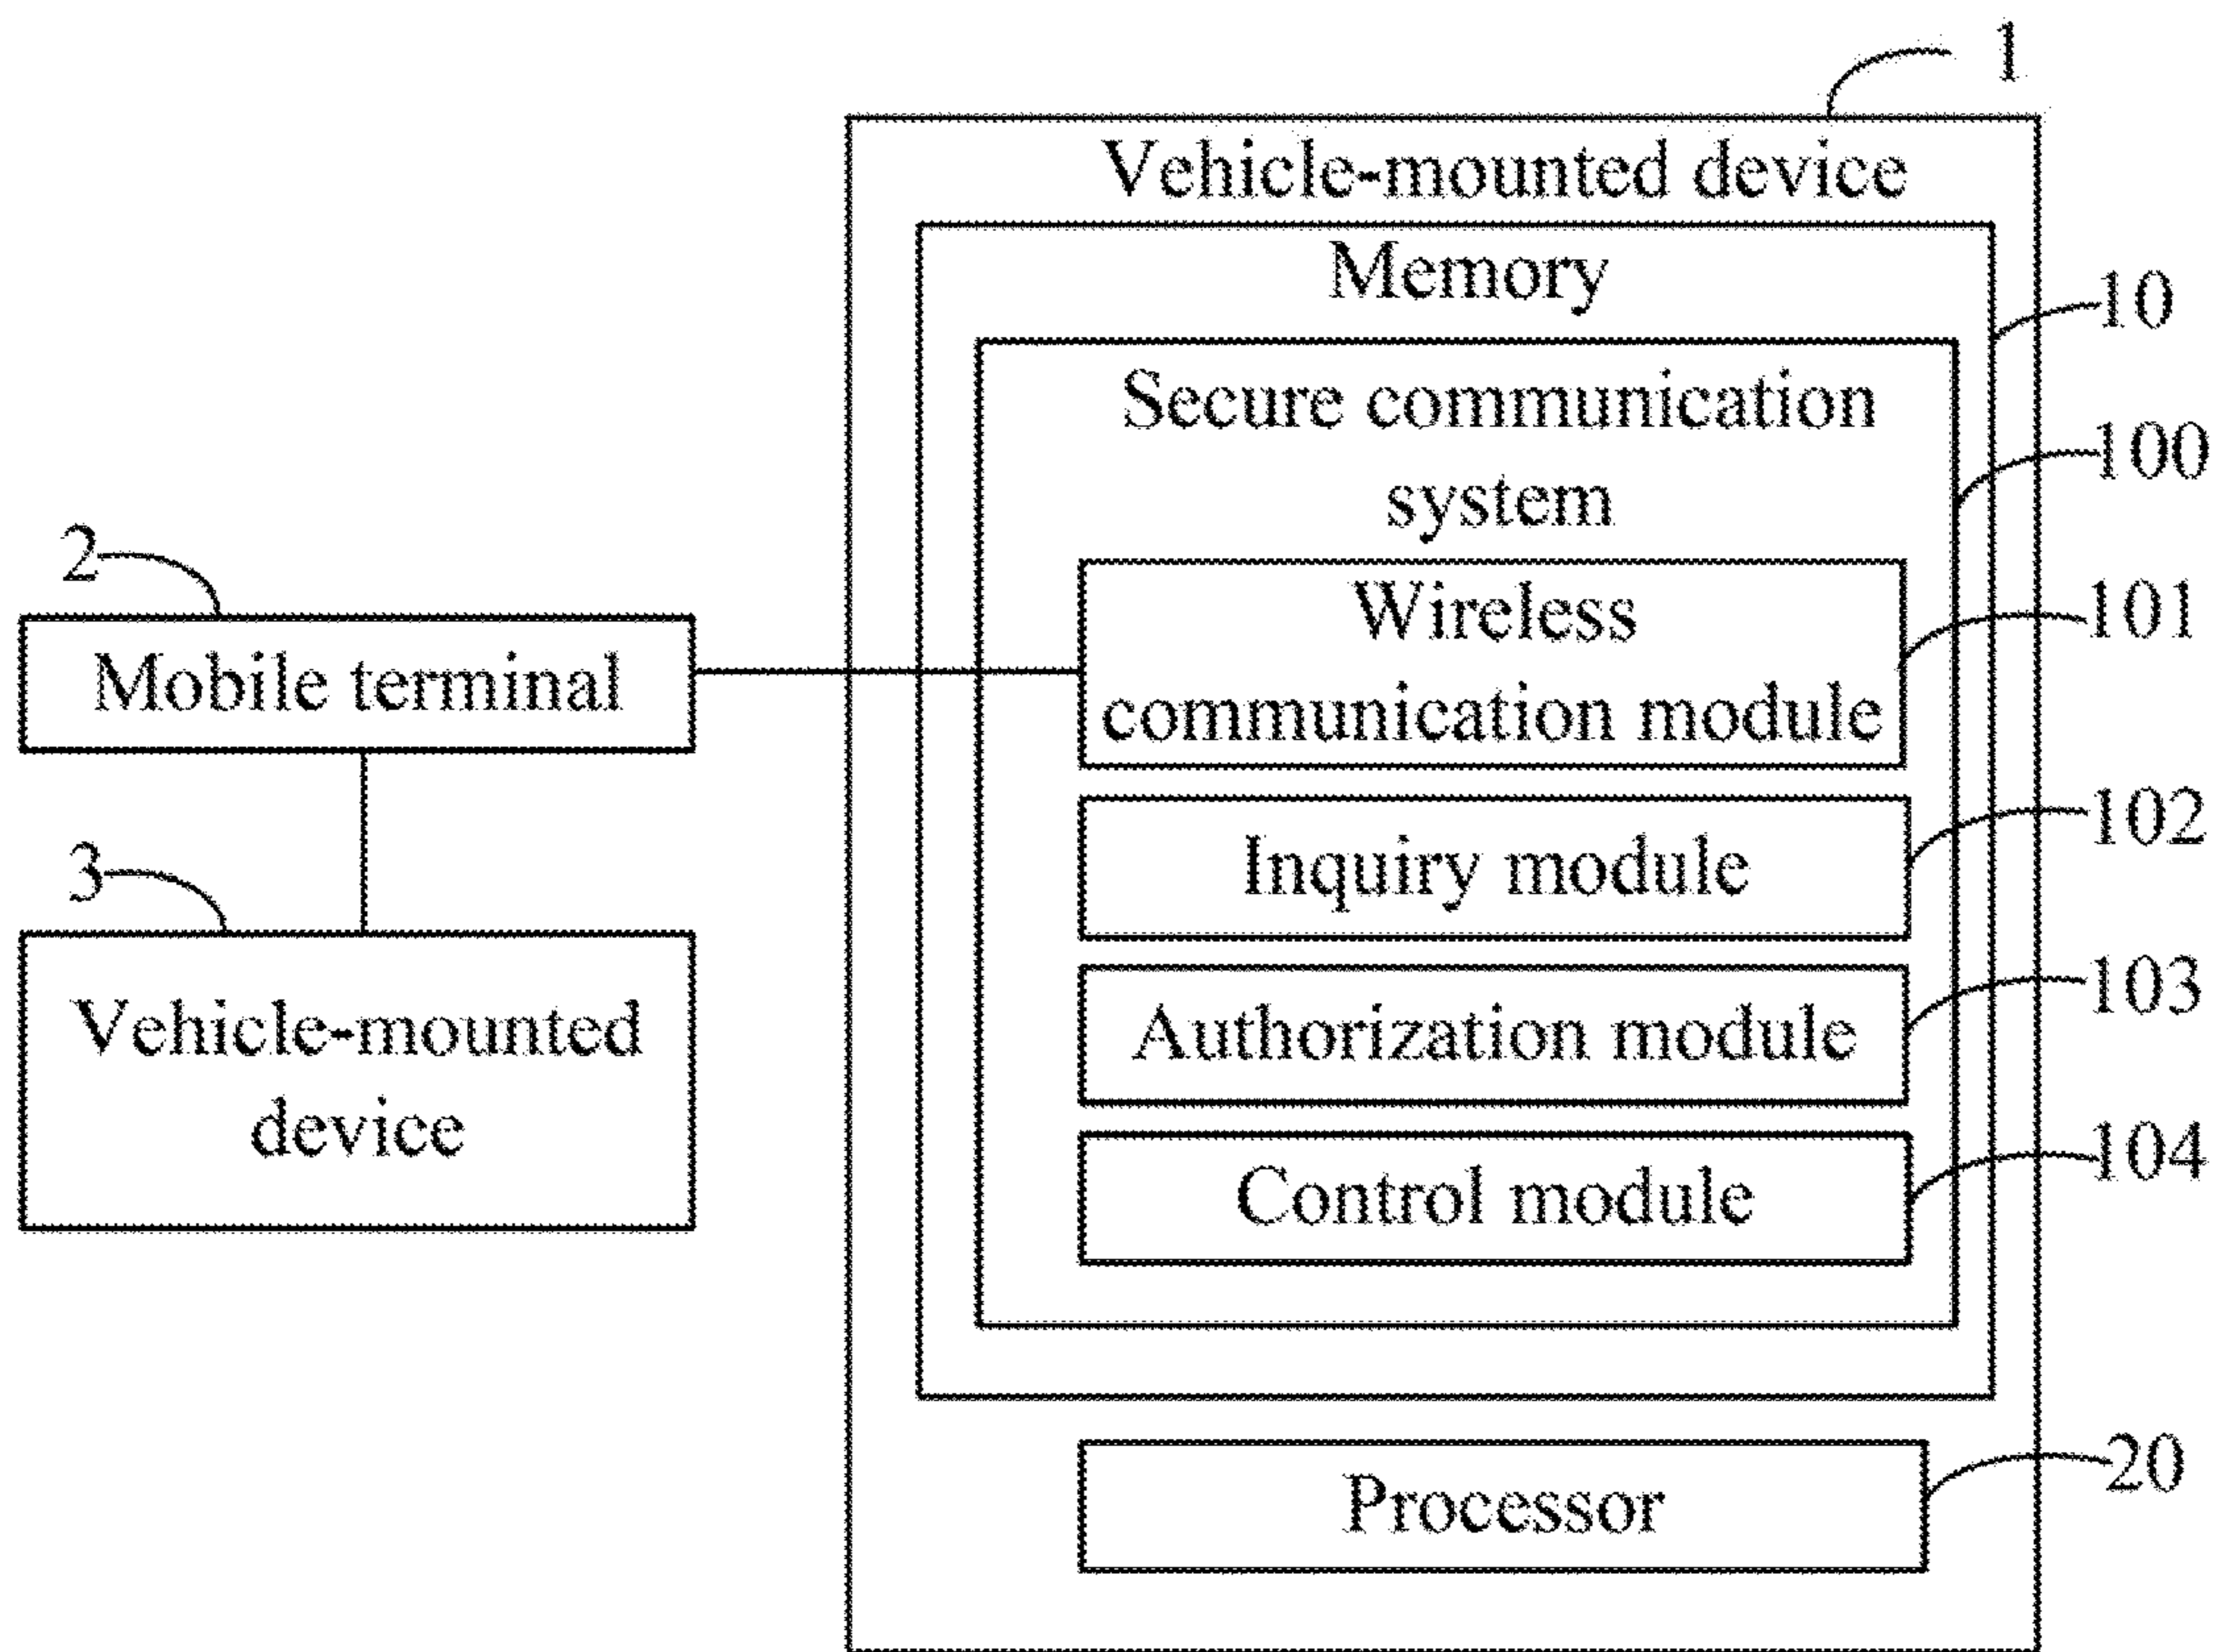 1
Vehicle-mounted device
Memory
10
Secure communication
system
100
2
Mobile terminal
Wireless
communication module
101
Inquiry module
102
3
Vehicle-mounted
device
Authorization module
103
Control module
104
Processor
20